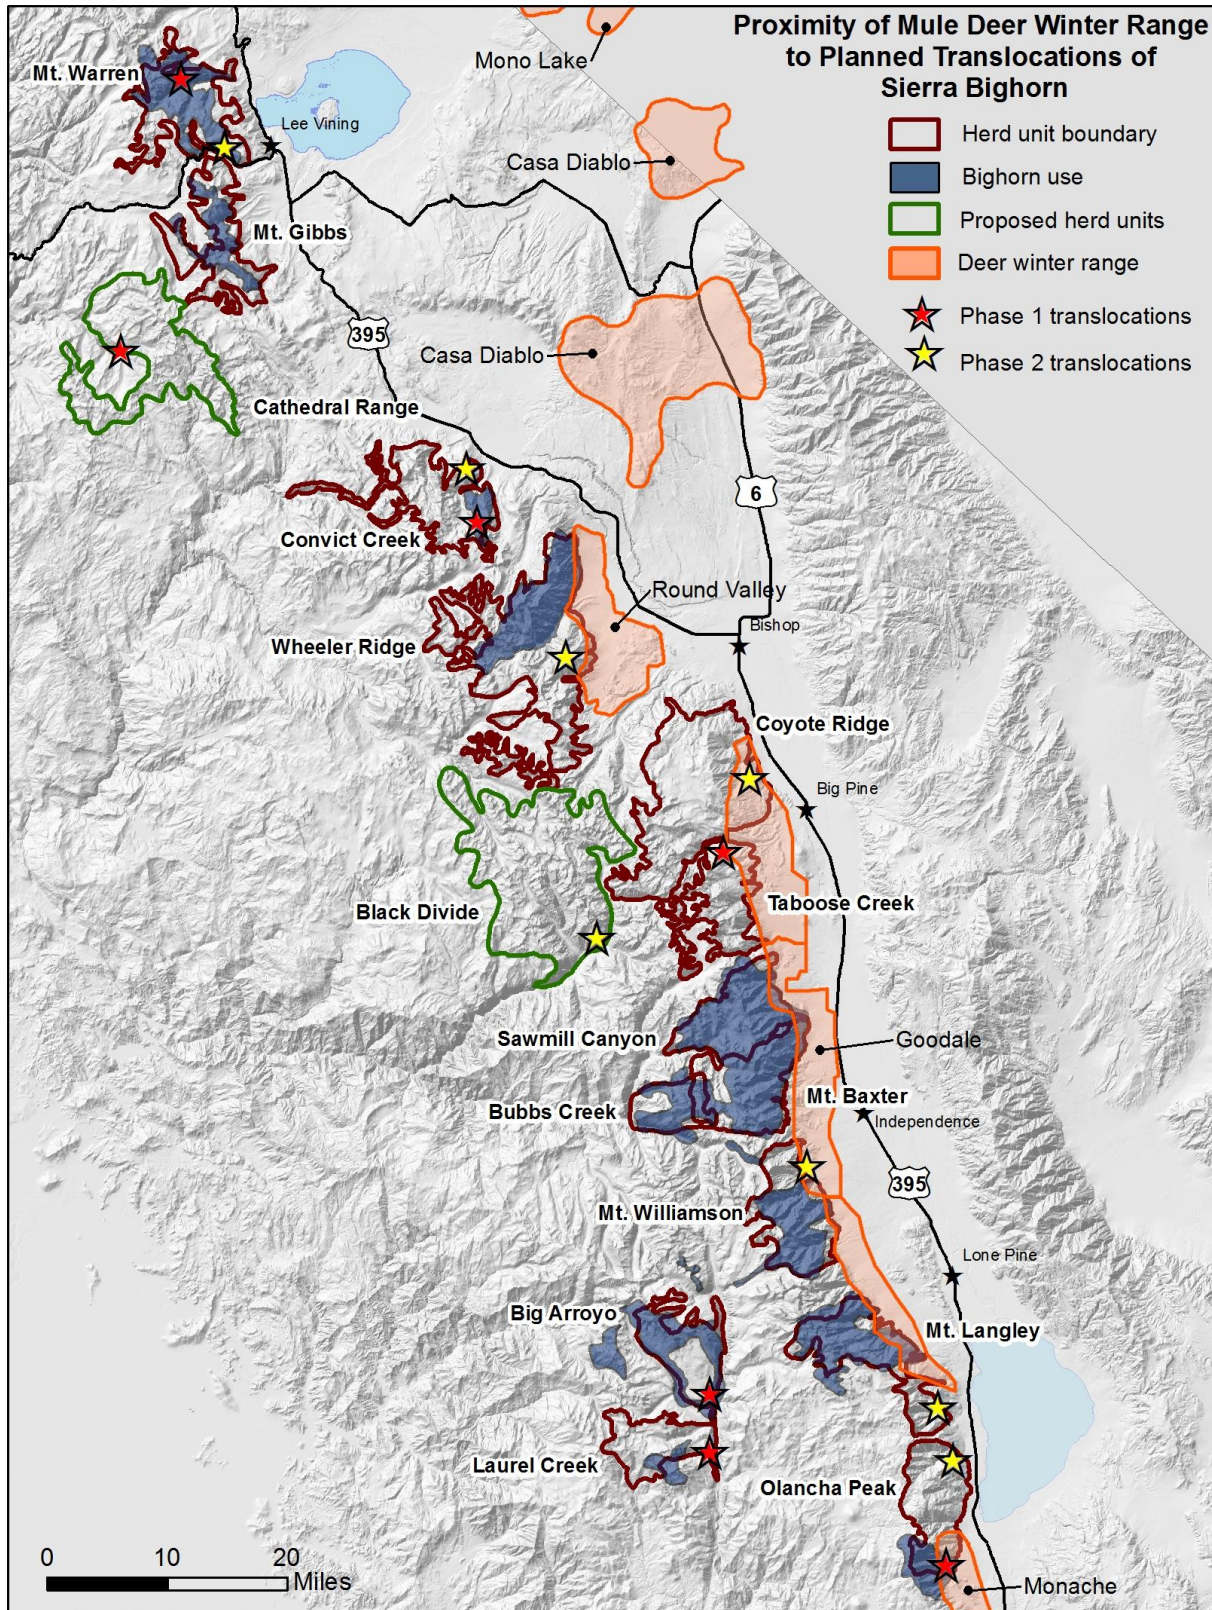 Proximity of Mule Deer Winter Range
to Planned Translocations of
Sierra Bighorn
Herd unit boundary
Bighorn use
Proposed herd units
Deer winter range
Phase 1 translocations
Phase 2 translocations
Mono Lake
Mt. Warren
Lee Vining
Casa Diablo
Mt. Gibbs
395
Casa Diablo
Cathedral Range
6
Convict Creek
Round Valley
Bishop
Wheeler Ridge
Coyote Ridge
Big Pine
Taboose Creek
Black Divide
Sawmill Canyon
Goodale
Mt. Baxter
Bubbs Creek
Independence
395
Mt. Williamson
Lone Pine
Big Arroyo
Mt. Langley
Laurel Creek
Olancha Peak
0 10 20
Miles
Monache